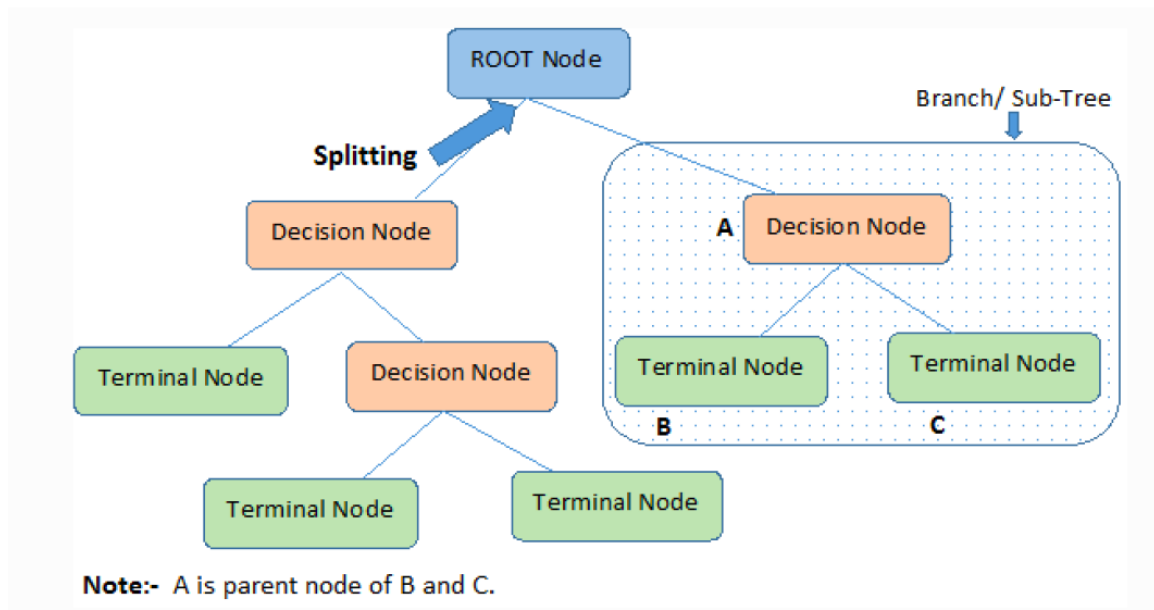 ROOT Node
Branch/ Sub-Tree
Splitting
Decision Node
A Decision Node
Terminal Node
Decision Node
Terminal Node
Terminal Node
B
C
Terminal Node
Terminal Node
Note:- A is parent node of B and C.